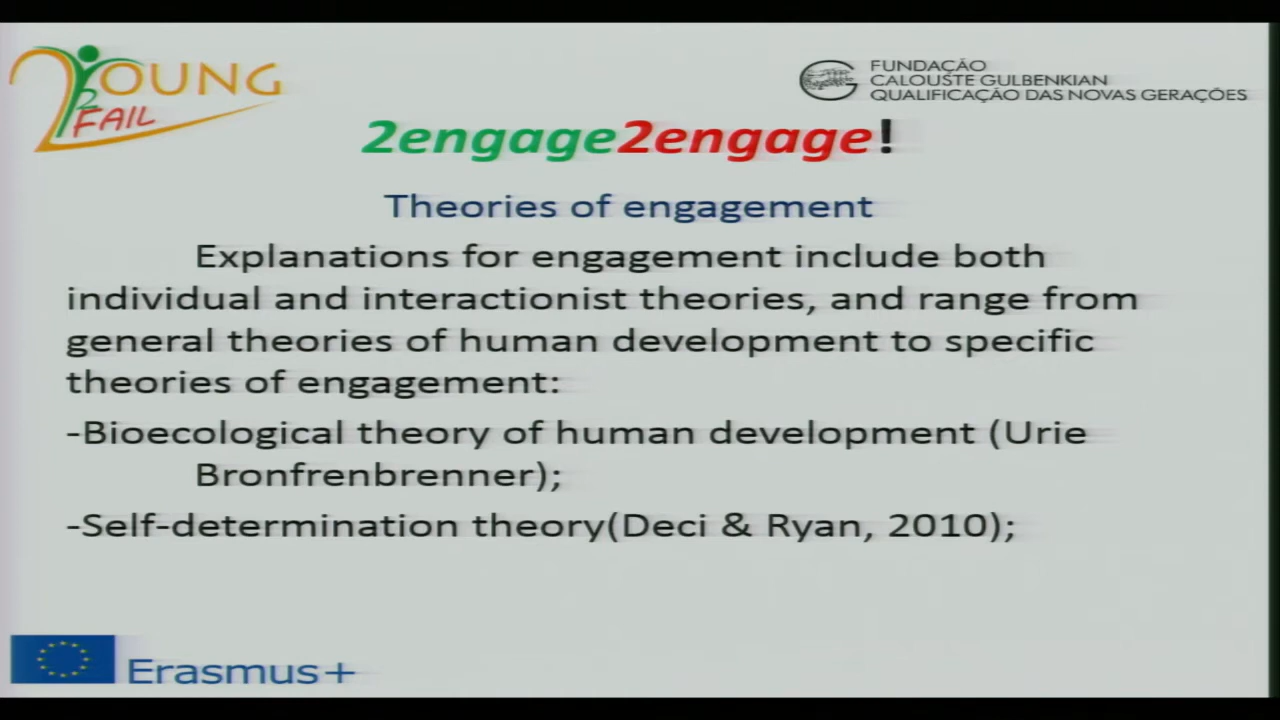 YOUNG
2
FAIL
FUNDAÇÃO
CALOUSTE GULBENKIAN
QUALIFICAÇÃO DAS NOVAS GERAÇÕES
2engage2engage!
Theories of engagement
Explanations for engagement include both
individual and interactionist theories, and range from
general theories of human development to specific
theories of engagement:
-Bioecological theory of human development (Urie
Bronfrenbrenner);
-Self-determination theory(Deci & Ryan, 2010);
Erasmus+